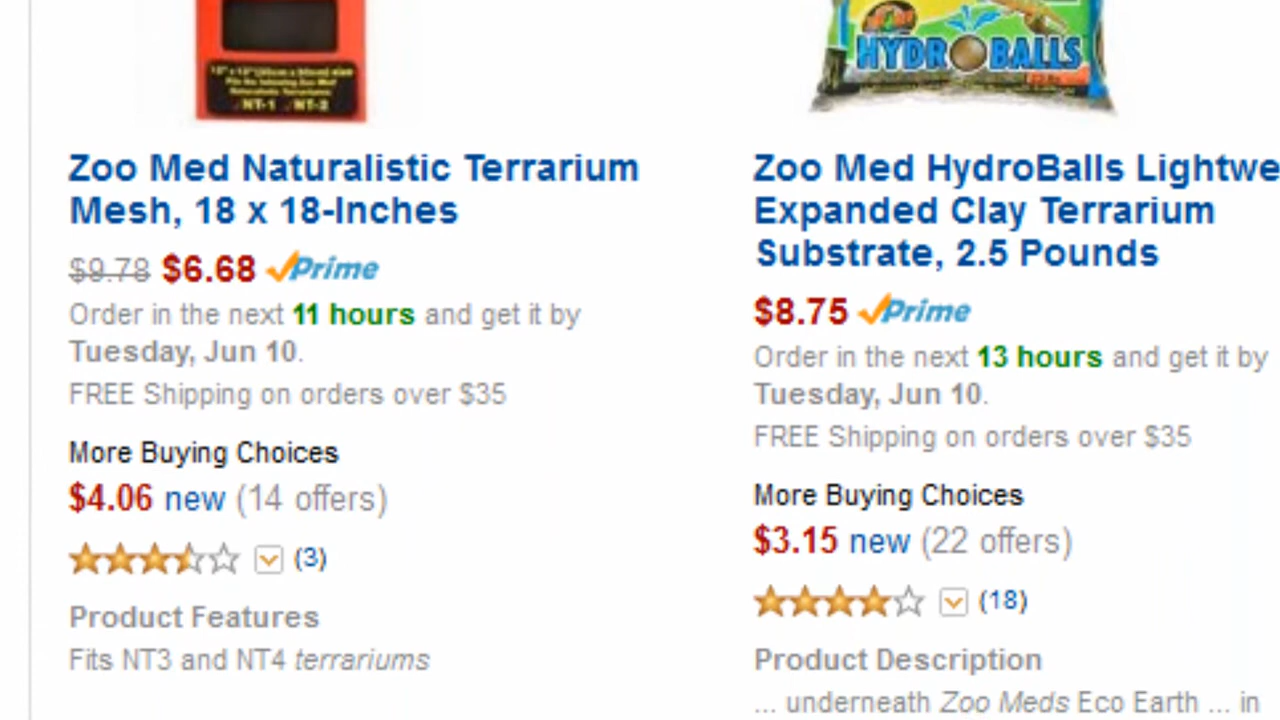 HYDROBALLS
NT-1 NT-2
Zoo Med Naturalistic Terrarium
Mesh, 18 x 18-Inches
$9.78 $6.68 Prime
Order in the next 11 hours and get it by
Tuesday, Jun 10.
FREE Shipping on orders over $35
More Buying Choices
$4.06 new (14 offers)
(3)
Product Features
Fits NT3 and NT4 terrariums
Zoo Med HydroBalls Lightwe
Expanded Clay Terrarium
Substrate, 2.5 Pounds
$8.75 Prime
Order in the next 13 hours and get it by
Tuesday, Jun 10.
FREE Shipping on orders over $35
More Buying Choices
$3.15 new (22 offers)
(18)
Product Description
... underneath Zoo Meds Eco Earth ... in